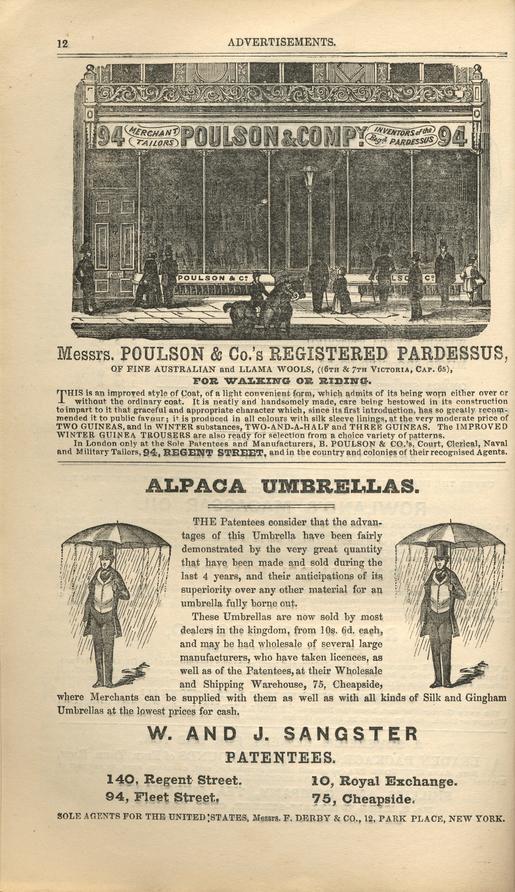 12
ADVERTISEMENTS.
94 MERCHANT TAILORS POULSON & COMPY INVENTORS of the Regd PARDESSUS 94
POULSON & CO
LSON CO
Messrs. POULSON & Co.'s REGISTERED PARDESSUS,
OF FINE AUSTRALIAN and LLAMA WOOLS, ((6TH & 7TH VICTORIA, CAP. 65),
FOR WALKING OR RIDING.
THIS is an improved style of Coat, of a light convenient form, which admits of its being worn either over or
without the ordinary coat. It is neatly and handsomely made, care being bestowed in its construction
to impart to it that graceful and appropriate character which, since its first introduction, has so greatly recom-
mended it to public favour; it is produced in all colours with silk sleeve linings, at the very moderate price of
TWO GUINEAS, and in WINTER substances, TWO-AND-A-HALF and THREE GUINEAS. The IMPROVED
WINTER GUINEA TROUSERS are also ready for selection from a choice variety of patterns.
In London only at the Sole Patentees and Manufacturers, B. POULSON & CO.'S, Court, Clerical, Naval
and Military Tailors, 94, REGENT STREET, and in the country and colonies of their recognised Agents.
ALPACA UMBRELLAS.
THE Patentees consider that the advan-
tages of this Umbrella have been fairly
demonstrated by the very great quantity
that have been made and sold during the
last 4 years, and their anticipations of its
superiority over any other material for an
umbrella fully borne out.
These Umbrellas are now sold by most
dealers in the kingdom, from 10s. 6d. each,
and may be had wholesale of several large
manufacturers, who have taken licences, as
well as of the Patentees, at their Wholesale
and Shipping Warehouse, 75, Cheapside,
where Merchants can be supplied with them as well as with all kinds of Silk and Gingham
Umbrellas at the lowest prices for cash.
W. AND J. SANGSTER
PATENTEES.
140, Regent Street. 10, Royal Exchange.
94, Fleet Street, 75, Cheapside.
SOLE AGENTS FOR THE UNITED STATES, Messrs. F. DERBY & CO., 12, PARK PLACE, NEW YORK.